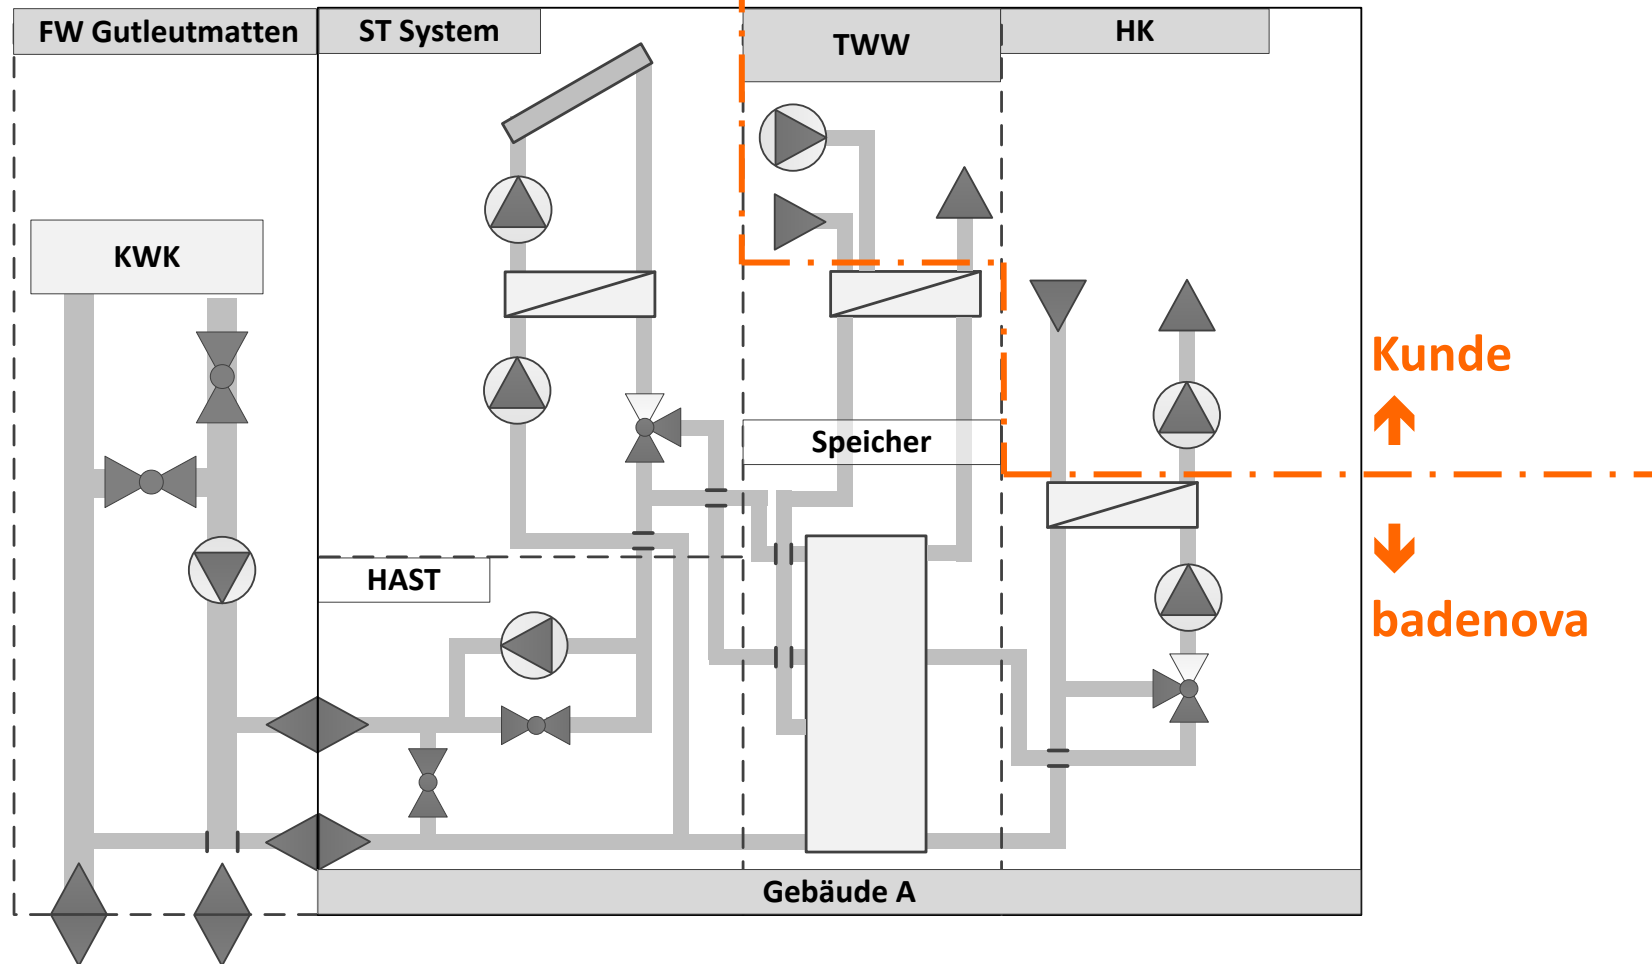 FW Gutleutmatten
ST System
TWW
HK
KWK
Kunde
Speicher
HAST
badenova
Gebäude A